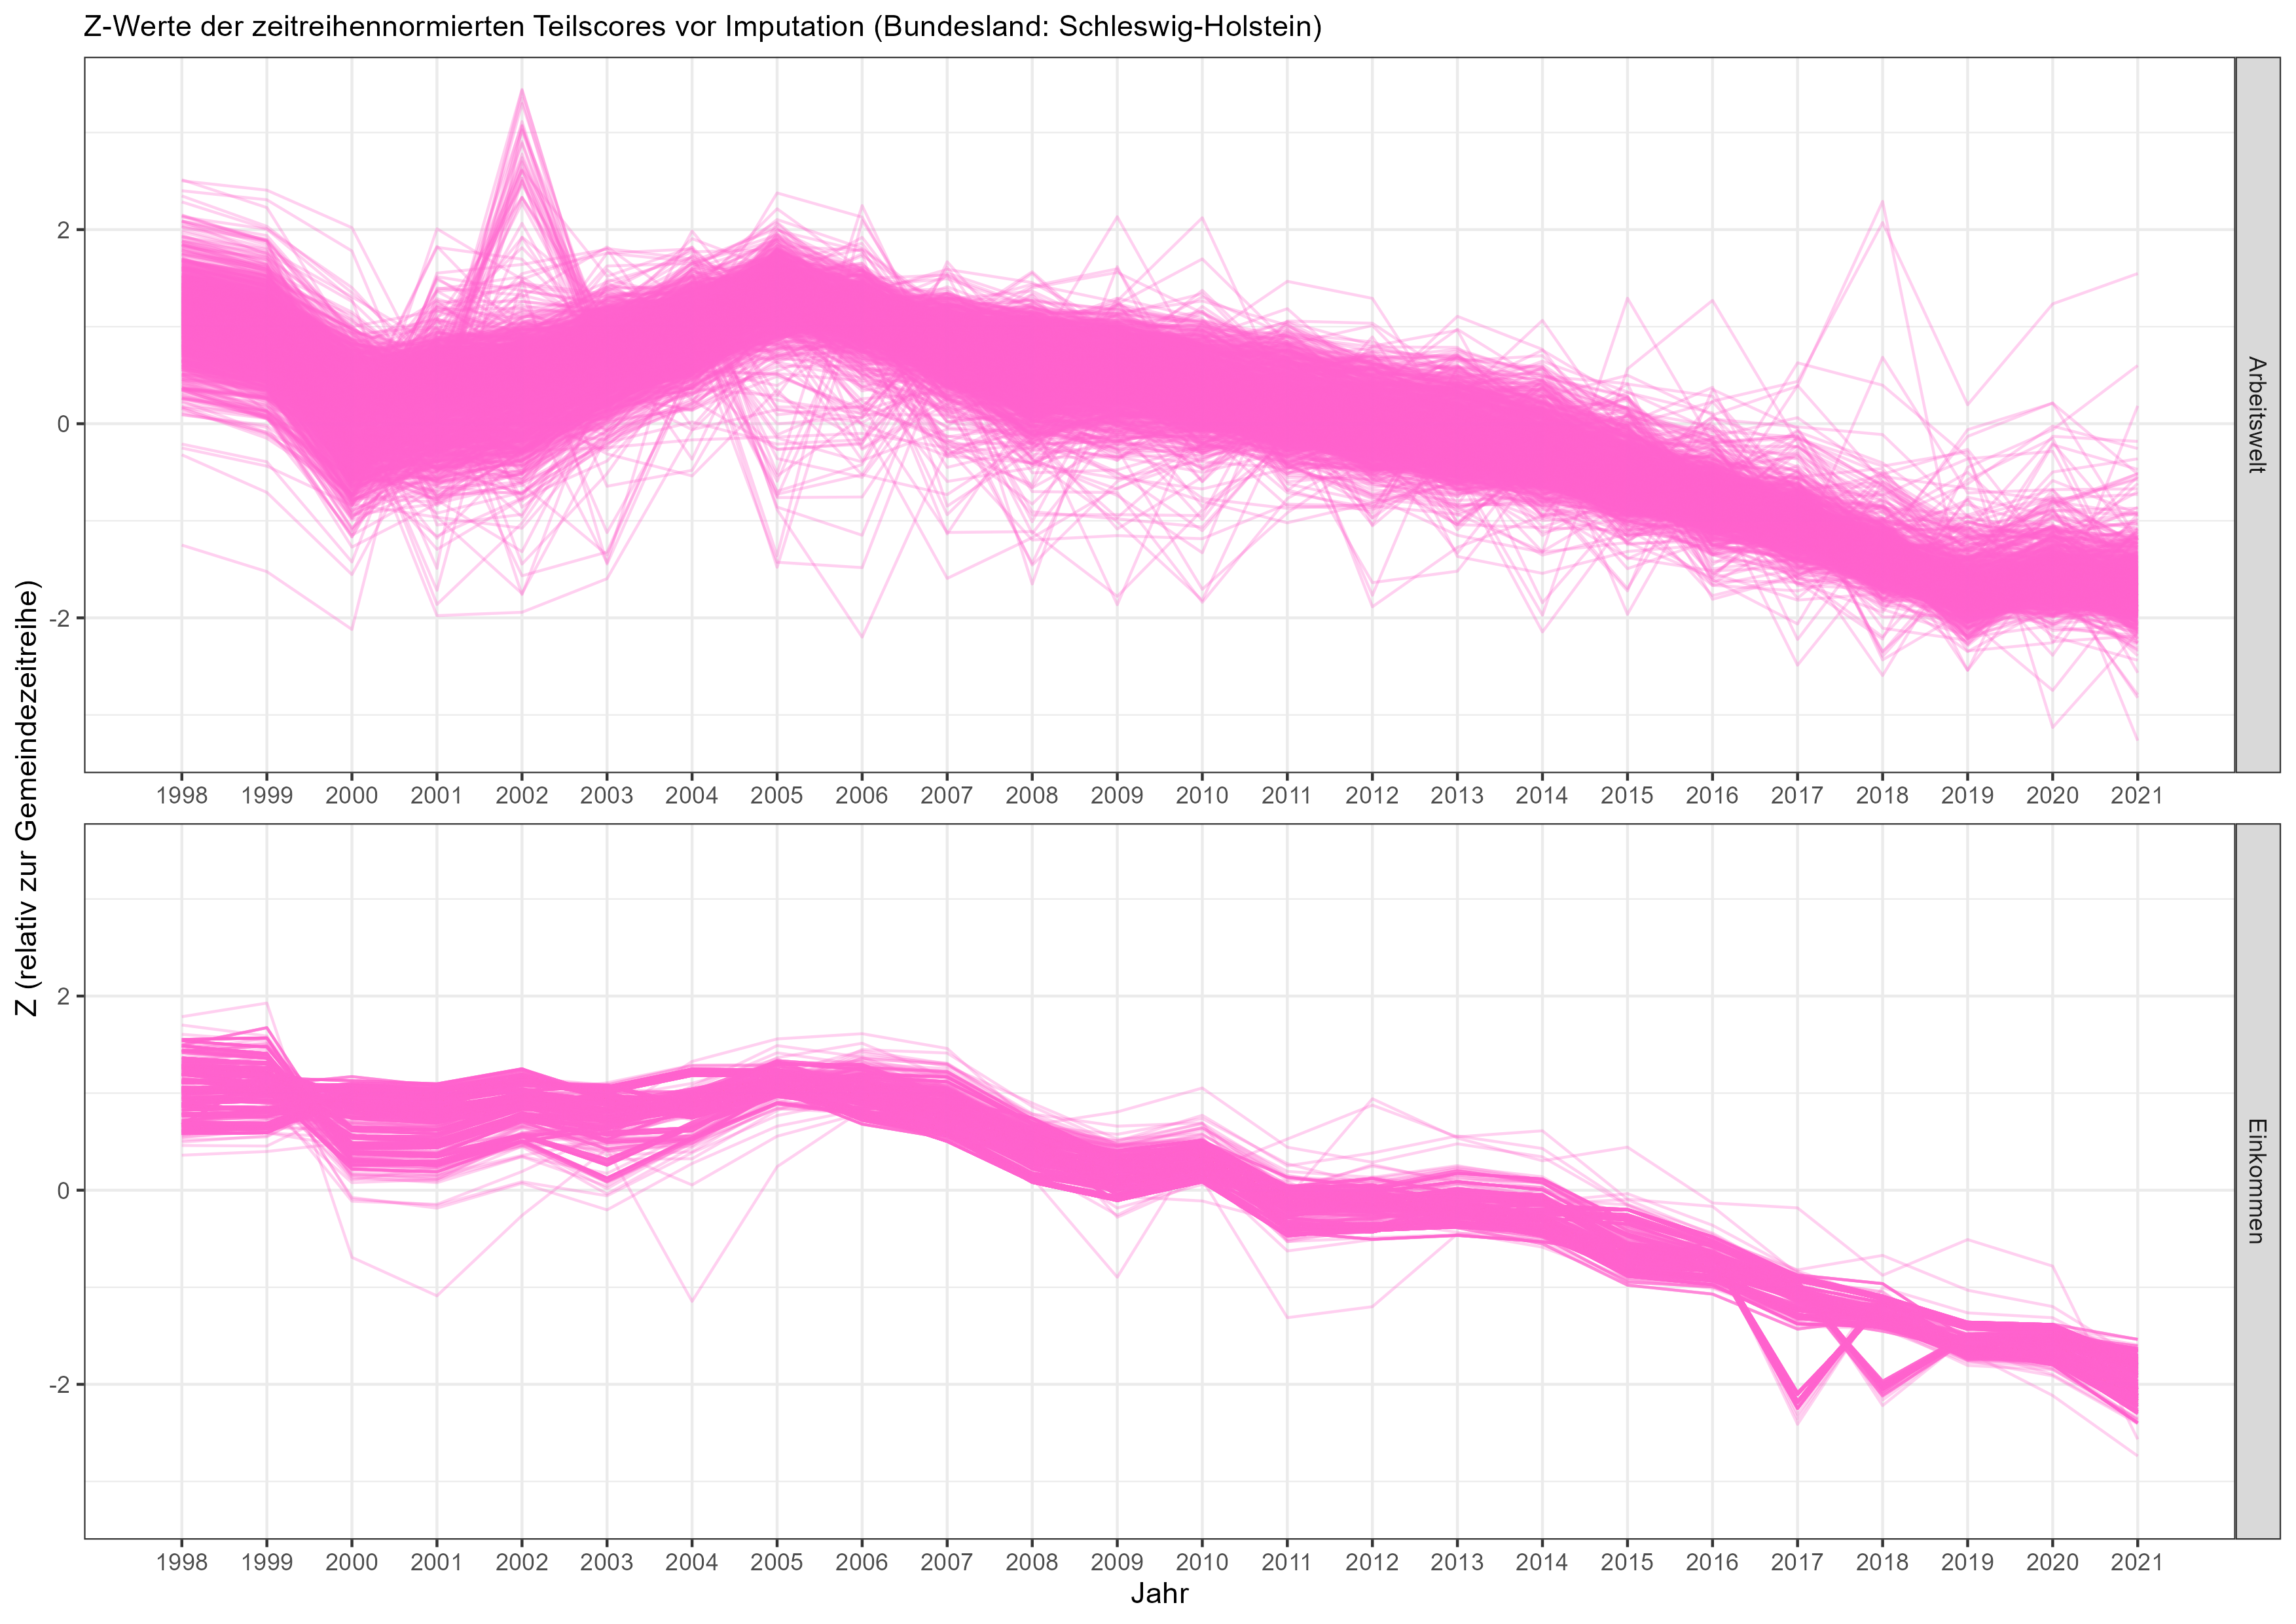 Z-Werte der zeitreihennormierten Teilscores vor Imputation (Bundesland: Schleswig-Holstein)
Z (relativ zur Gemeindezeitreihe)
2
0
-2
Arbeitswelt
1998 1999 2000 2001 2002 2003 2004 2005 2006 2007 2008 2009 2010 2011 2012 2013 2014 2015 2016 2017 2018 2019 2020 2021
2
0
-2
Einkommen
1998 1999 2000 2001 2002 2003 2004 2005 2006 2007 2008 2009 2010 2011 2012 2013 2014 2015 2016 2017 2018 2019 2020 2021
Jahr